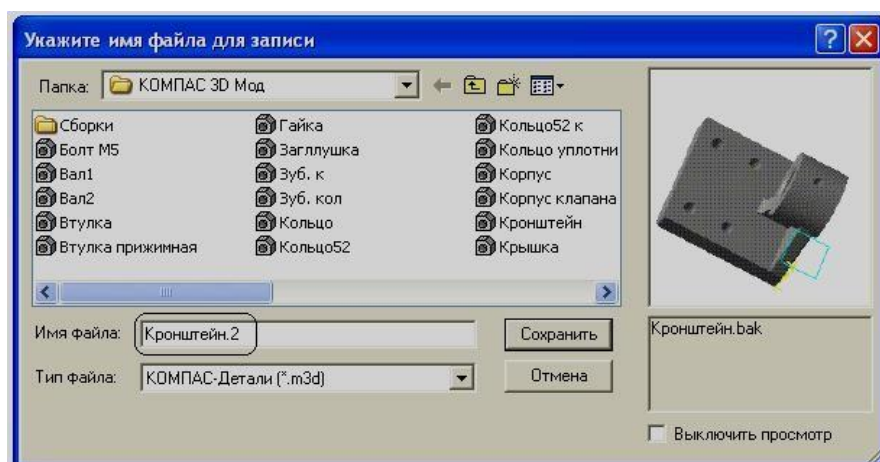 Укажите имя файла для записи
Папка: КОМПАС 3D Мод
Сборки Гайка Кольцо52 к
Болт М5 Загллушка Кольцо уплотни
Вал1 Зуб. к Корпус
Вал2 Зуб. кол Корпус клапана
Втулка Кольцо Кронштейн
Втулка прижимная Кольцо52 Крышка
Имя файла: Кронштейн.2 Сохранить
Кронштейн.bak
Тип файла: КОМПАС-Детали (*.m3d) Отмена
Выключить просмотр